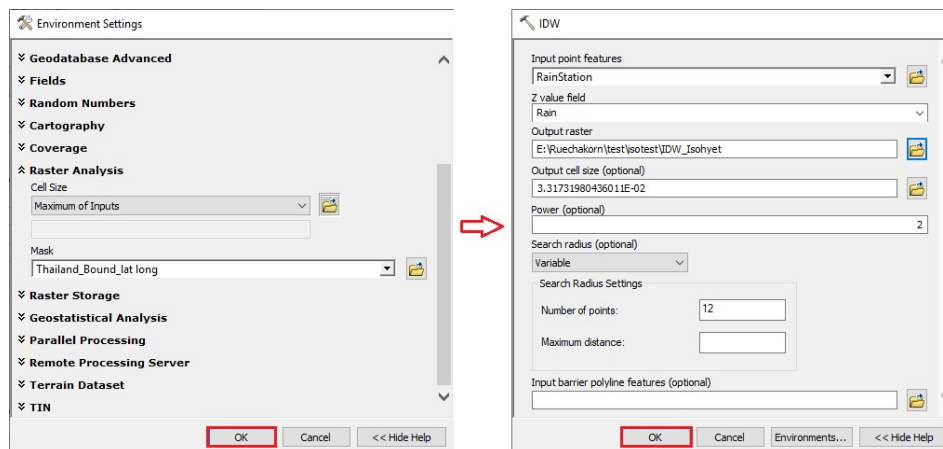 Environment Settings
Geodatabase Advanced
Fields
Random Numbers
Cartography
Coverage
Raster Analysis
Cell Size
Maximum of Inputs
Mask
Thailand_Bound_lat long
Raster Storage
Geostatistical Analysis
Parallel Processing
Remote Processing Server
Terrain Dataset
TIN
OK Cancel << Hide Help
IDW
Input point features
RainStation
Z value field
Rain
Output raster
E:\Ruechakorn\test\isotest\IDW_Isohyet
Output cell size (optional)
3.31731980436011E-02
Power (optional)
2
Search radius (optional)
Variable
Search Radius Settings
Number of points: 12
Maximum distance:
Input barrier polyline features (optional)
OK Cancel Environments... << Hide Help